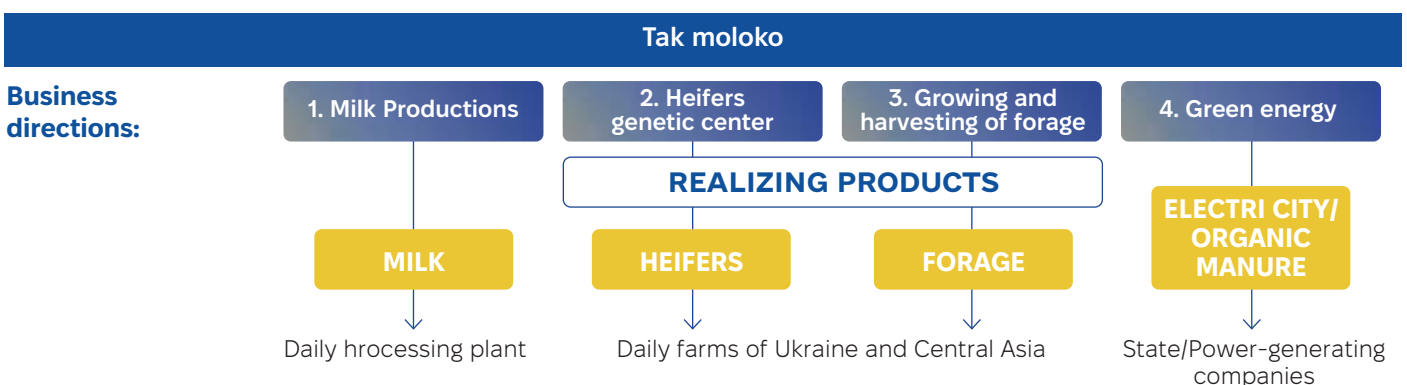 Tak moloko
Business
directions:
1. Milk Productions
2. Heifers
genetic center
3. Growing and
harvesting of forage
4. Green energy
REALIZING PRODUCTS
MILK
HEIFERS
FORAGE
ELECTRI CITY/
ORGANIC
MANURE
Daily hrocessing plant
Daily farms of Ukraine and Central Asia
State/Power-generating
companies